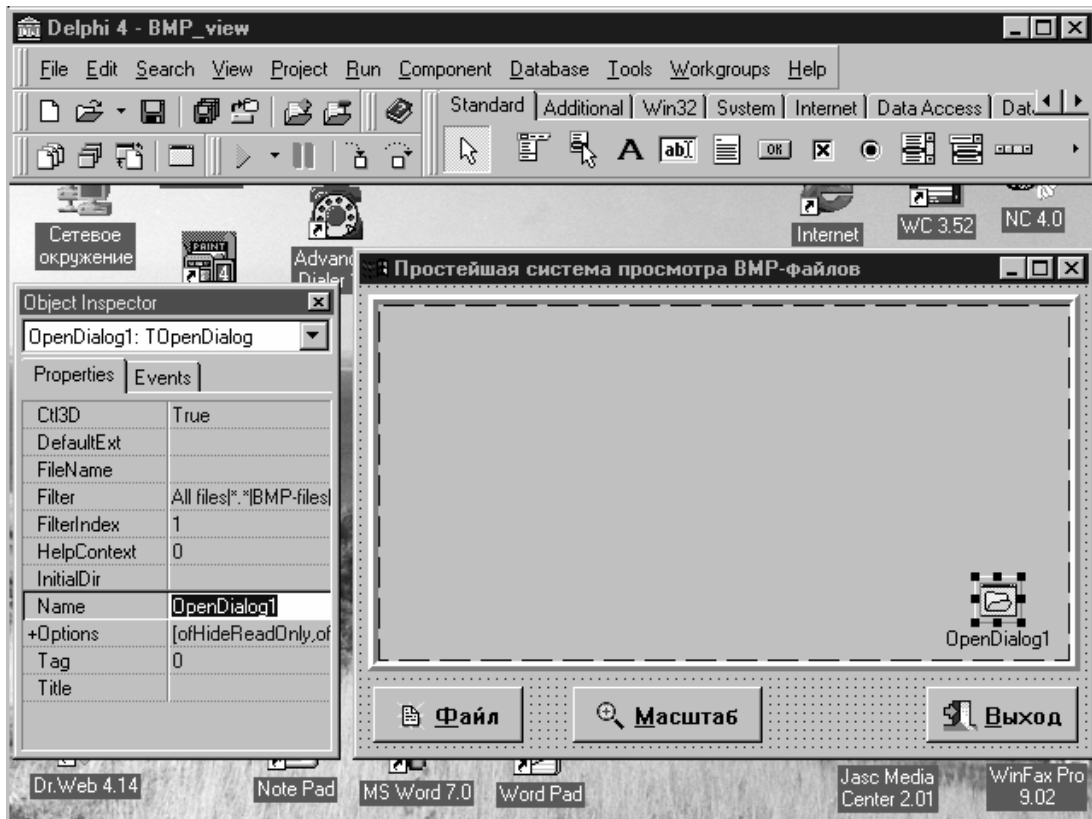 Delphi 4 - BMP_view
File Edit Search View Project Run Component Database Tools Workgroups Help
Standard Additional Win32 System Internet Data Access
OK
Сетевое
окружение
PAINT
4
Internet
WC 3.52
NC 4.0
Простейшая система просмотра BMP-файлов
Object Inspector
OpenDialog1: TOpenDialog
Properties Events
Ctl3D True
DefaultExt
FileName
Filter All files|*.*|BMP-files|
FilterIndex 1
HelpContext 0
InitialDir
Name OpenDialog1
+Options [ofHideReadOnly,of
Tag 0
Title
OpenDialog1
Файл Масштаб Выход
Dr.Web 4.14
Note Pad
MS Word 7.0
Word Pad
Jasc Media
Center 2.01
WinFax Pro
9.02